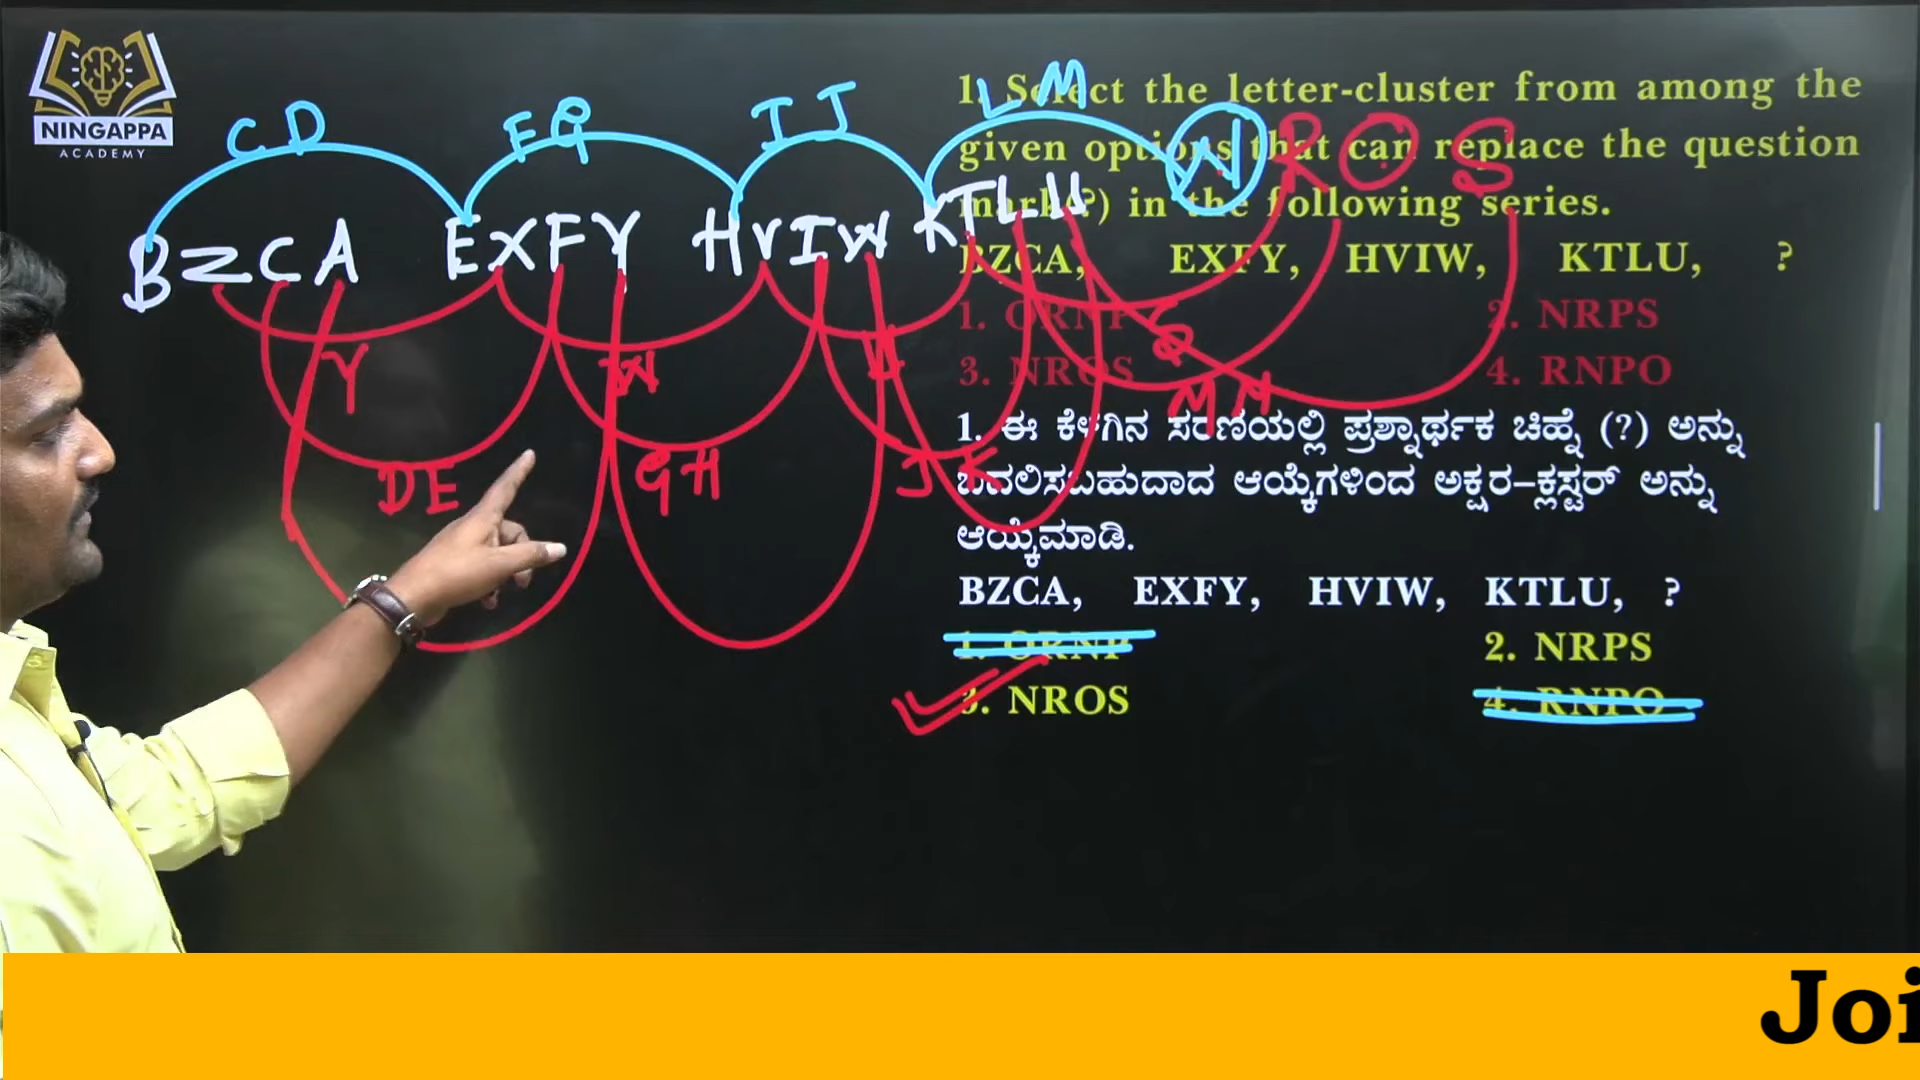 NINGAPPA
ACADEMY
CD FG IJ LM
BZCA EXFY HVIW KTLU N R O S
Y W U S
DE GH JK MN
1. Select the letter-cluster from among the
given options that can replace the question
mark(?) in the following series.
BZCA, EXFY, HVIW, KTLU, ?
1. ORNP 2. NRPS
3. NROS 4. RNPO
1. ಈ ಕೆಳಗಿನ ಸರಣಿಯಲ್ಲಿ ಪ್ರಶ್ನಾರ್ಥಕ ಚಿಹ್ನೆ (?) ಅನ್ನು
ಬದಲಿಸಬಹುದಾದ ಆಯ್ಕೆಗಳಿಂದ ಅಕ್ಷರ–ಕ್ಲಸ್ಟರ್ ಅನ್ನು
ಆಯ್ಕೆಮಾಡಿ.
BZCA, EXFY, HVIW, KTLU, ?
1. ORNP 2. NRPS
3. NROS 4. RNPO
Joi